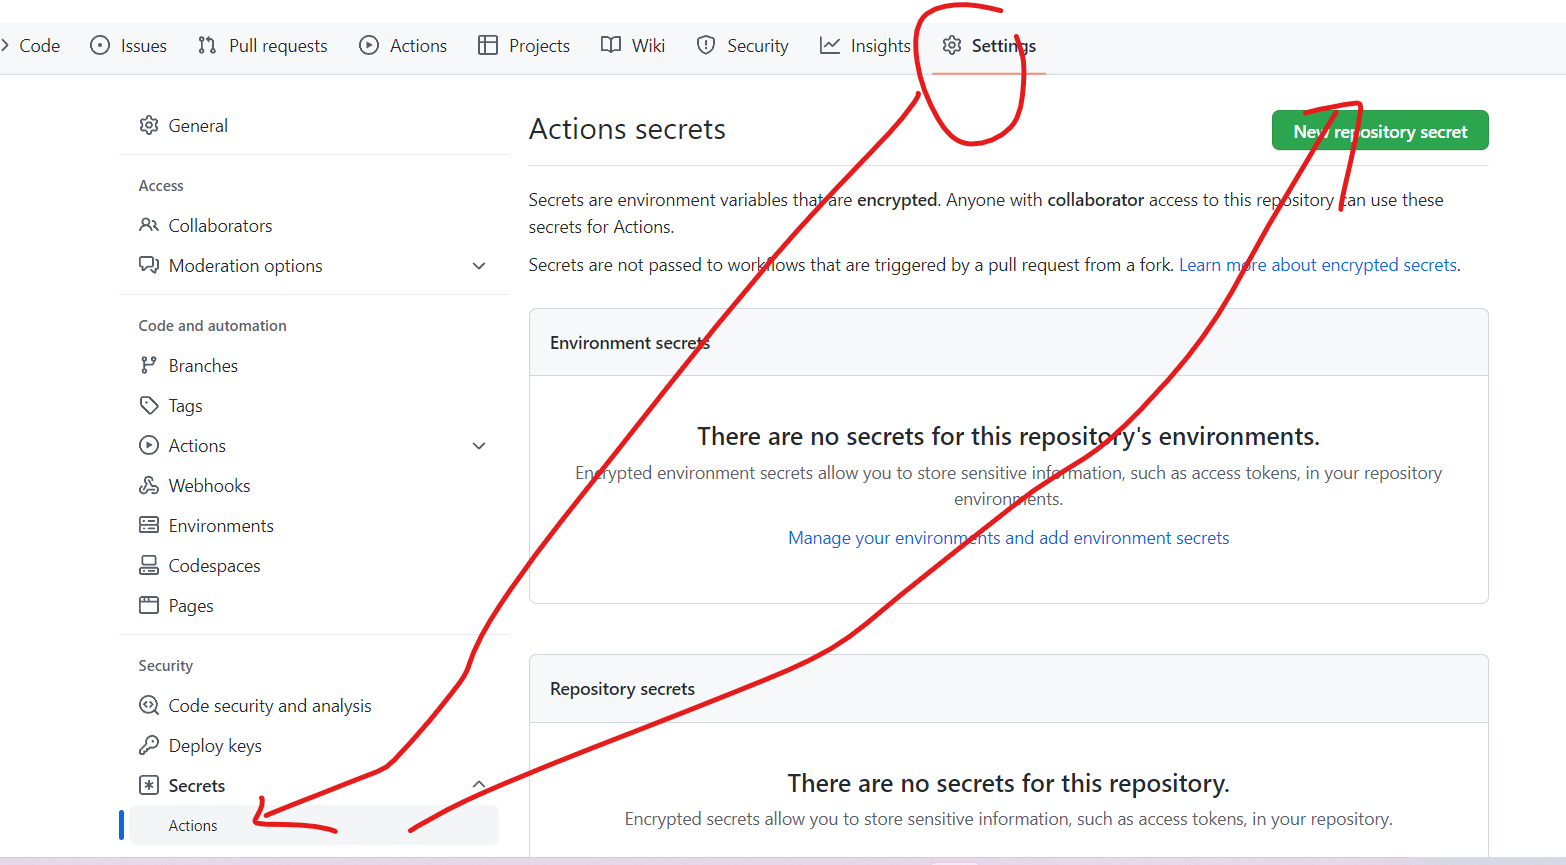 Code Issues Pull requests Actions Projects Wiki Security Insights Settings
General
Access
Collaborators
Moderation options
Code and automation
Branches
Tags
Actions
Webhooks
Environments
Codespaces
Pages
Security
Code security and analysis
Deploy keys
Secrets
Actions
Actions secrets
New repository secret
Secrets are environment variables that are encrypted. Anyone with collaborator access to this repository can use these
secrets for Actions.
Secrets are not passed to workflows that are triggered by a pull request from a fork. Learn more about encrypted secrets.
Environment secrets
There are no secrets for this repository's environments.
Encrypted environment secrets allow you to store sensitive information, such as access tokens, in your repository
environments.
Manage your environments and add environment secrets
Repository secrets
There are no secrets for this repository.
Encrypted secrets allow you to store sensitive information, such as access tokens, in your repository.